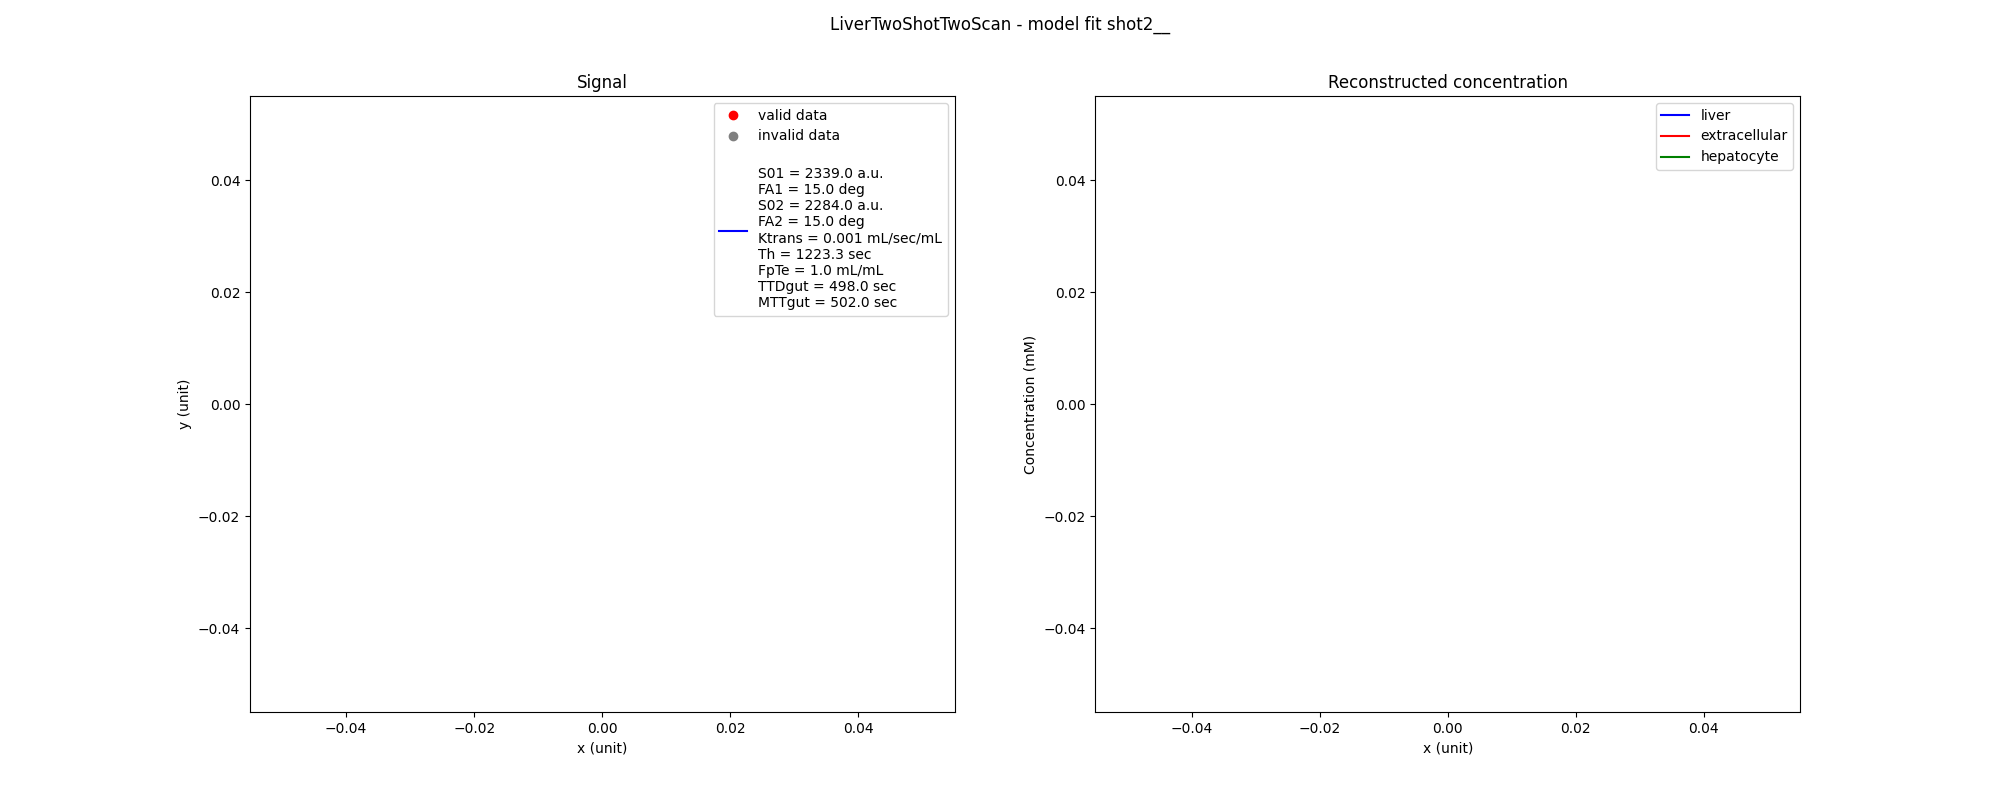 LiverTwoShotTwoScan - model fit shot2__
Signal
valid data
invalid data
S01 = 2339.0 a.u.
FA1 = 15.0 deg
S02 = 2284.0 a.u.
FA2 = 15.0 deg
Ktrans = 0.001 mL/sec/mL
Th = 1223.3 sec
FpTe = 1.0 mL/mL
TTDgut = 498.0 sec
MTTgut = 502.0 sec
y (unit)
0.04
0.02
0.00
−0.02
−0.04
−0.04 −0.02 0.00 0.02 0.04
x (unit)
Reconstructed concentration
liver
extracellular
hepatocyte
Concentration (mM)
0.04
0.02
0.00
−0.02
−0.04
−0.04 −0.02 0.00 0.02 0.04
x (unit)